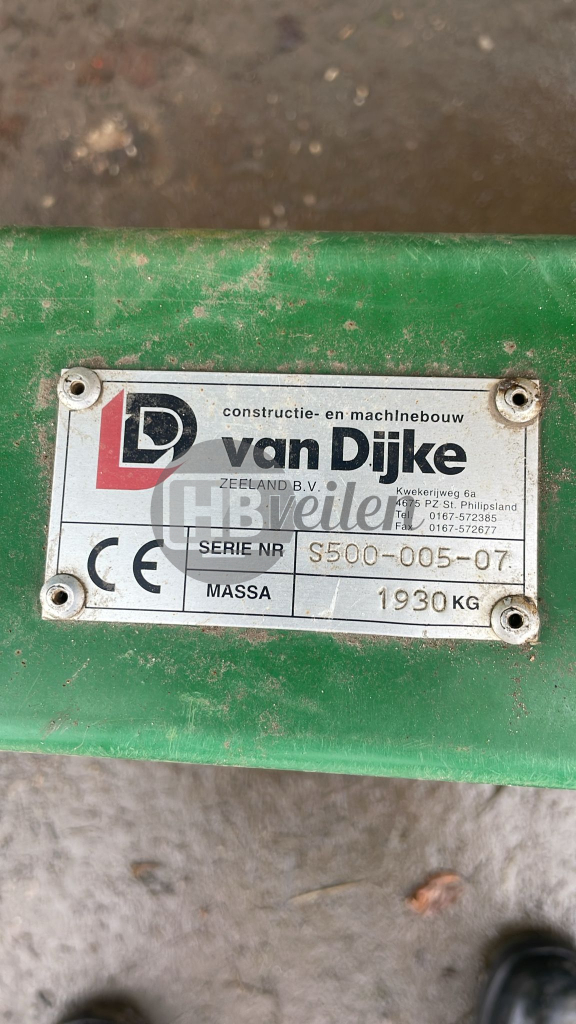 constructie- en machinebouw
D van Dijke
ZEELAND B.V.
Kwekerijweg 6a
4675 PZ St. Philipsland
Tel. 0167-572385
Fax. 0167-572677
HBveilen
CE
SERIE NR S500-005-07
MASSA 1930 KG